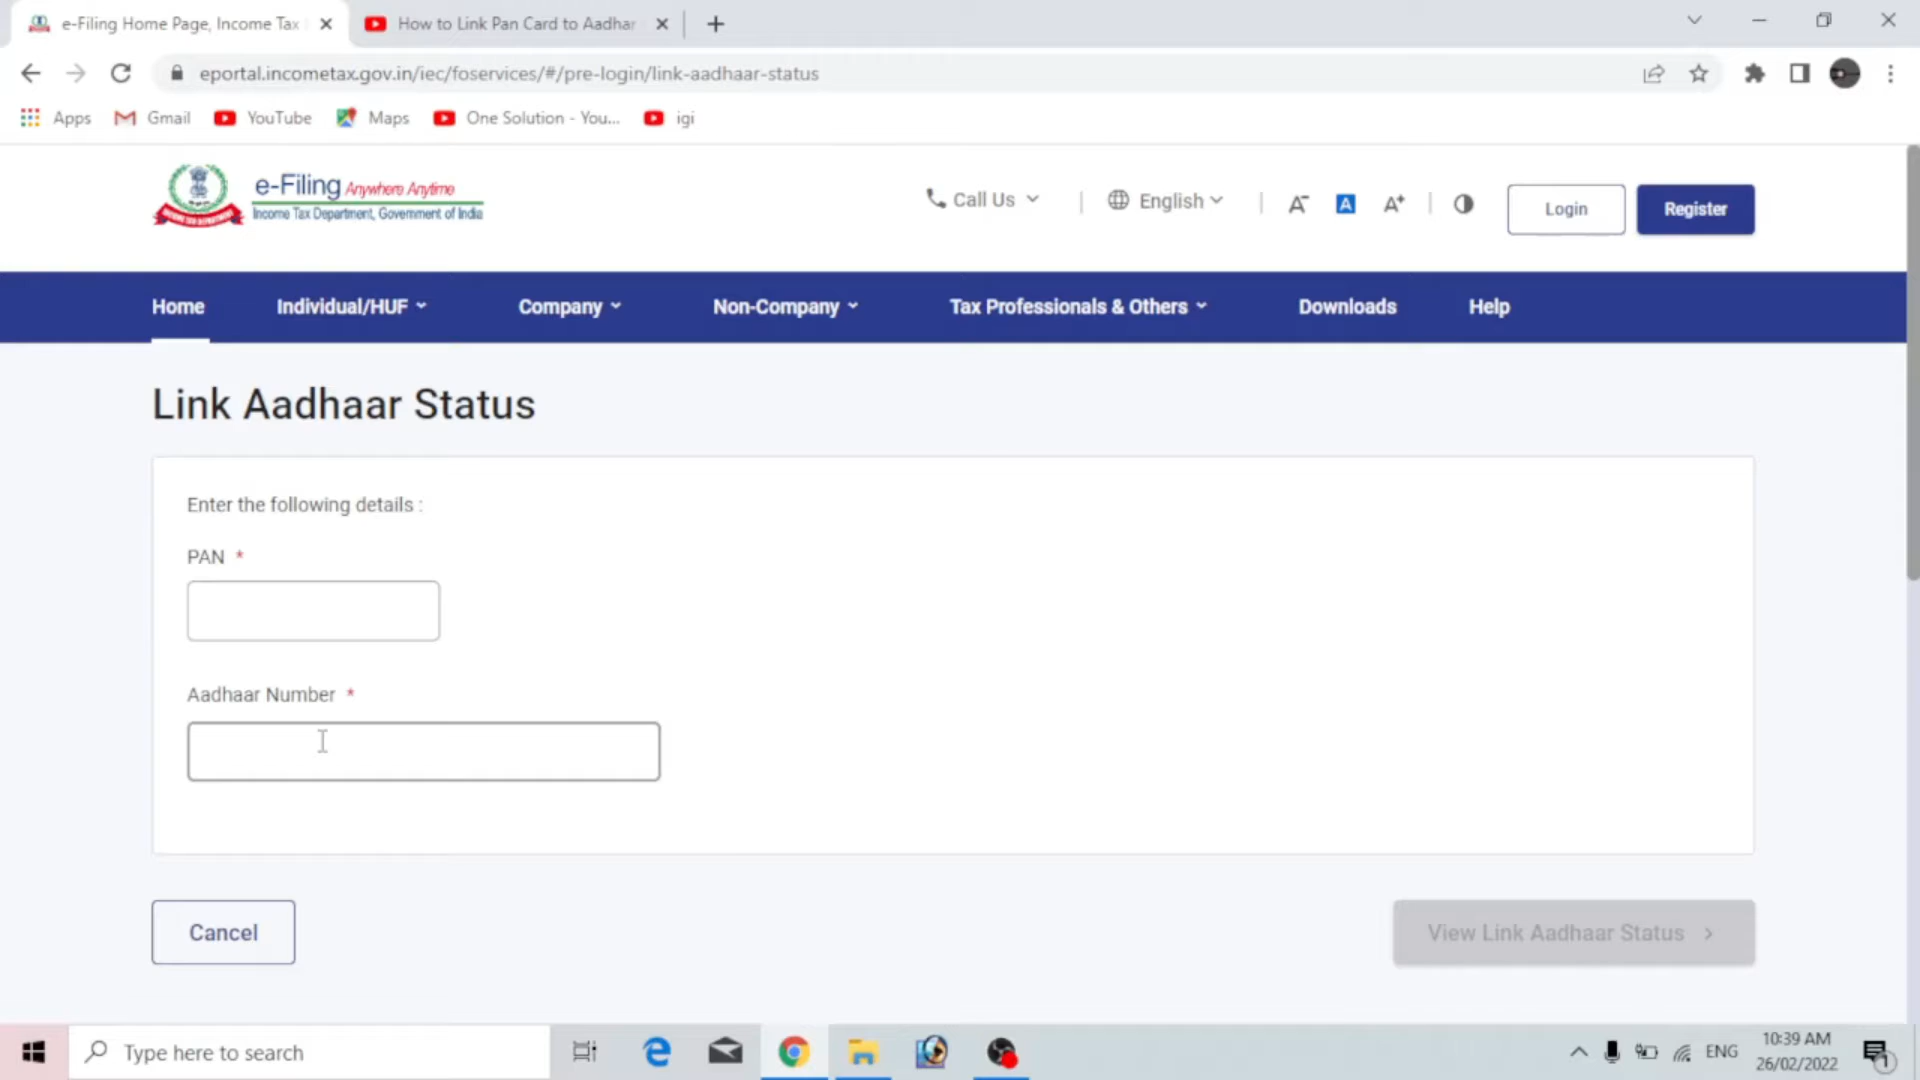 e-Filing Home Page, Income Tax
How to Link Pan Card to Aadhar
eportal.incometax.gov.in/iec/foservices/#/pre-login/link-aadhaar-status
Apps
Gmail
YouTube
Maps
One Solution - You...
igi
e-Filing Anywhere Anytime
Income Tax Department, Government of India
INCOME TAX DEPARTMENT
Call Us
English
A-
A
A+
Login
Register
Home
Individual/HUF
Company
Non-Company
Tax Professionals & Others
Downloads
Help
Link Aadhaar Status
Enter the following details :
PAN *
Aadhaar Number *
Cancel
View Link Aadhaar Status >
Type here to search
ENG
10:39 AM
26/02/2022
1